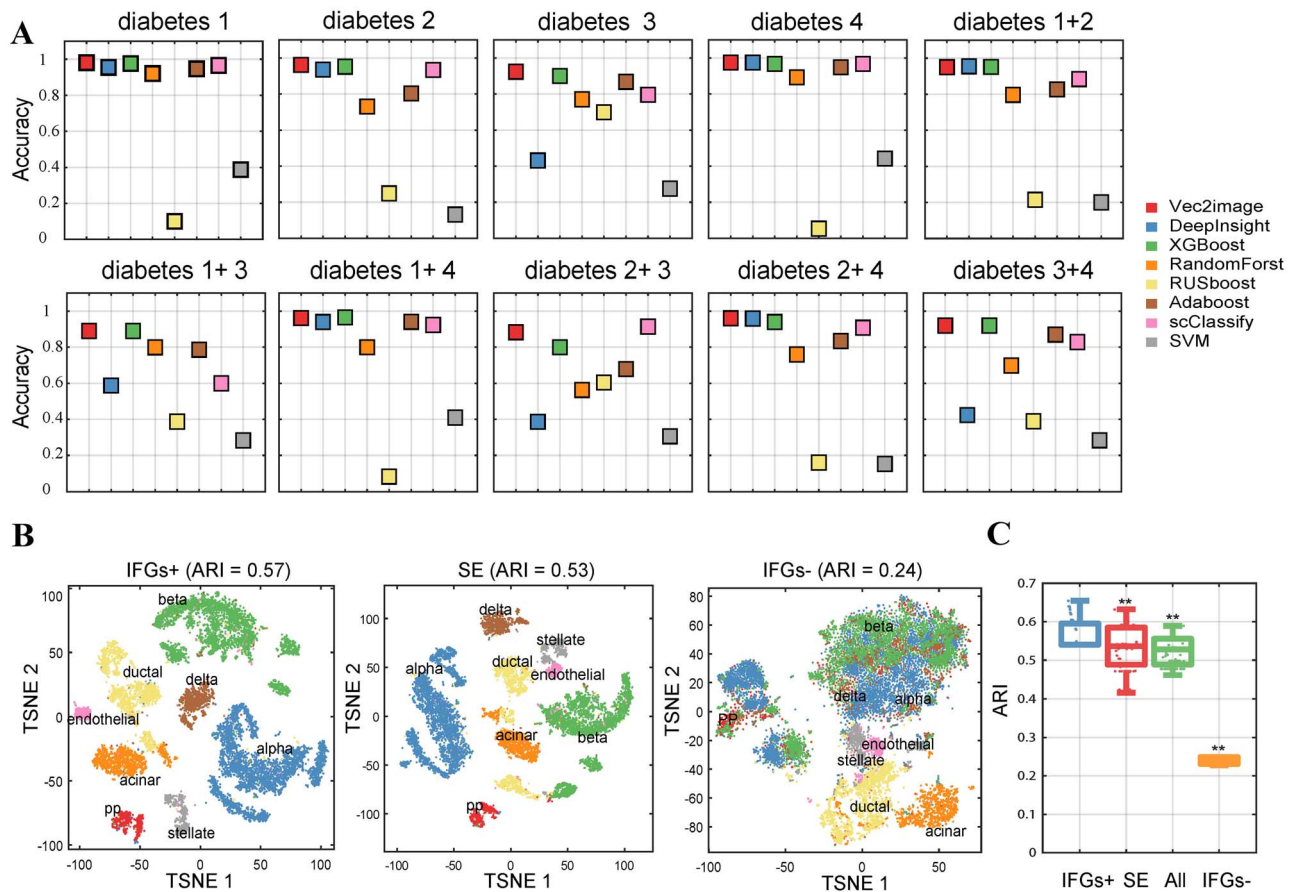 A
diabetes 1
diabetes 2
diabetes 3
diabetes 4
diabetes 1+2
Accuracy
1
0.8
0.6
0.4
0.2
0
Vec2image
DeepInsight
XGBoost
RandomForst
RUSboost
Adaboost
scClassify
SVM
diabetes 1+ 3
diabetes 1+ 4
diabetes 2+ 3
diabetes 2+ 4
diabetes 3+4
Accuracy
1
0.8
0.6
0.4
0.2
0
B
IFGs+ (ARI = 0.57)
TSNE 2
100
50
0
-50
-100
beta
ductal
delta
endothelial
alpha
acinar
pp
stellate
-100 -50 0 50 100
TSNE 1
SE (ARI = 0.53)
TSNE 2
100
50
0
-50
-100
delta
stellate
ductal
alpha
endothelial
acinar
beta
pp
-100 -50 0 50 100
TSNE 1
IFGs- (ARI = 0.24)
TSNE 2
80
60
40
20
0
-20
-40
-60
-80
beta
delta
alpha
PP
endothelial
stellate
ductal
acinar
-100 -50 0 50
TSNE 1
C
ARI
0.7
0.6
0.5
0.4
0.3
0.2
0.1
0
**
**
**
IFGs+ SE All IFGs-